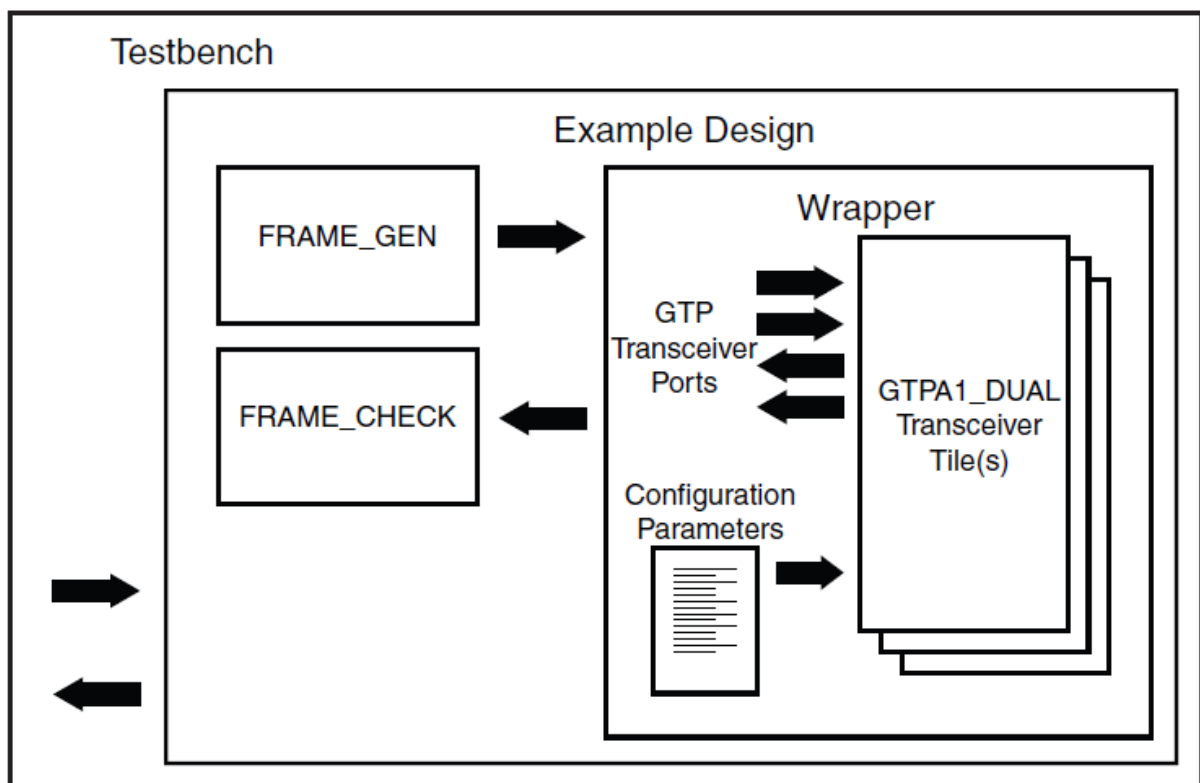 Testbench
Example Design
FRAME_GEN
Wrapper
GTP
Transceiver
Ports
FRAME_CHECK
GTPA1_DUAL
Transceiver
Tile(s)
Configuration
Parameters